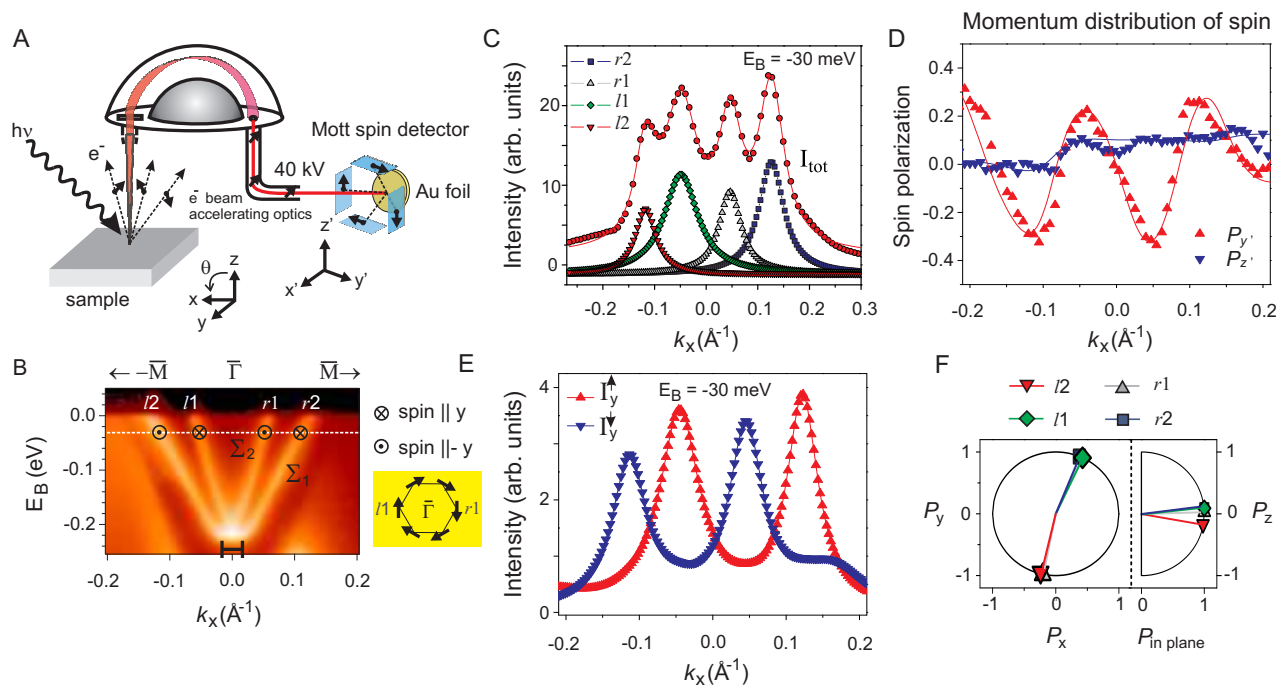 A
hν
e⁻
e⁻ beam
accelerating optics
40 kV
Mott spin detector
Au foil
sample
θ
z
x
y
z'
x'
y'
B
← −M̅ Γ̅ M̅ →
l2 l1 r1 r2
Σ₂
Σ₁
E_B (eV)
0.0
-0.1
-0.2
-0.2 -0.1 0.0 0.1
k_x(Å⁻¹)
⊗ spin || y
⊙ spin ||- y
l1 Γ̅ r1
C
r2
r1
l1
l2
E_B = -30 meV
I_tot
Intensity (arb. units)
25
15
5
0
-0.2 -0.1 0.0 0.1 0.2 0.3
k_x(Å⁻¹)
Momentum distribution of spin
D
Spin polarization
0.4
0.2
0.0
-0.2
-0.4
P_y'
P_z'
-0.2 -0.1 0.0 0.1 0.2
k_x(Å⁻¹)
E
I_y↑
I_y↓
E_B = -30 meV
Intensity (arb. units)
4
2
1
0
-0.2 -0.1 0.0 0.1 0.2
k_x(Å⁻¹)
F
l2 r1
l1 r2
P_y
1
0
-1
-1 0 1
P_x
0 1
P_in plane
1
0
-1
P_z